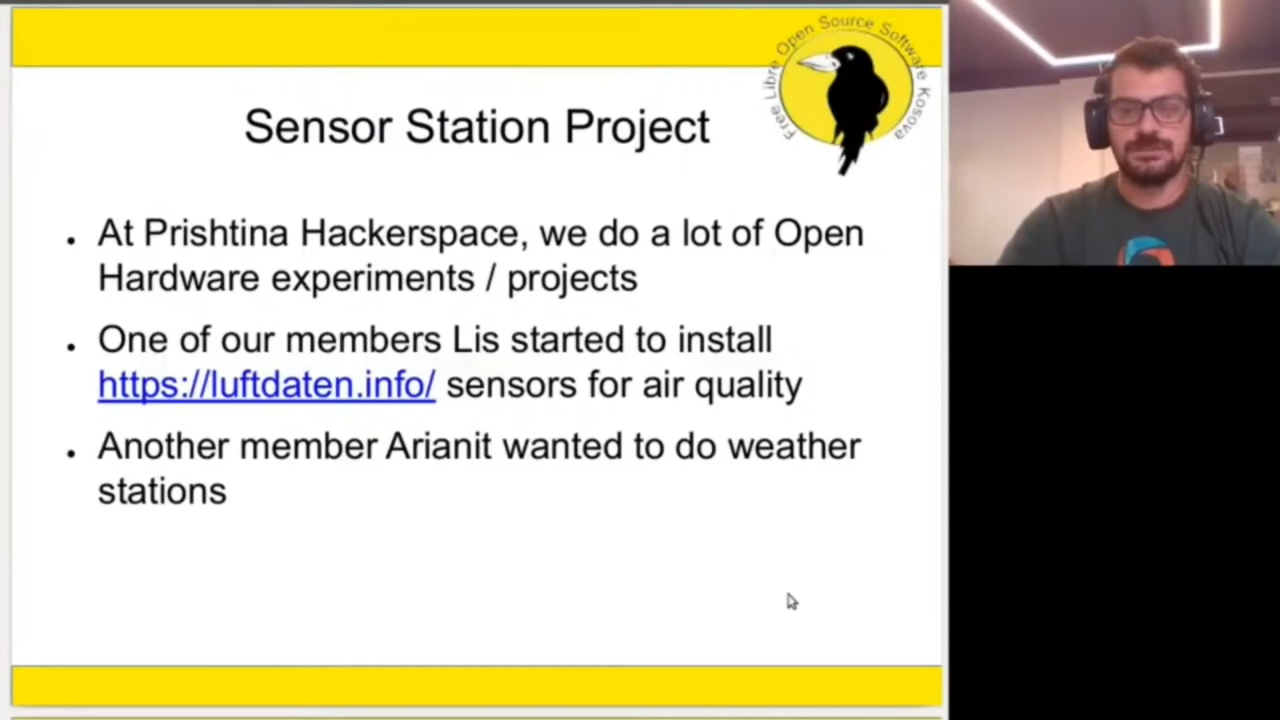 Free Libre Open Source Software Kosova
Sensor Station Project
At Prishtina Hackerspace, we do a lot of Open
Hardware experiments / projects
One of our members Lis started to install
https://luftdaten.info/ sensors for air quality
Another member Arianit wanted to do weather
stations